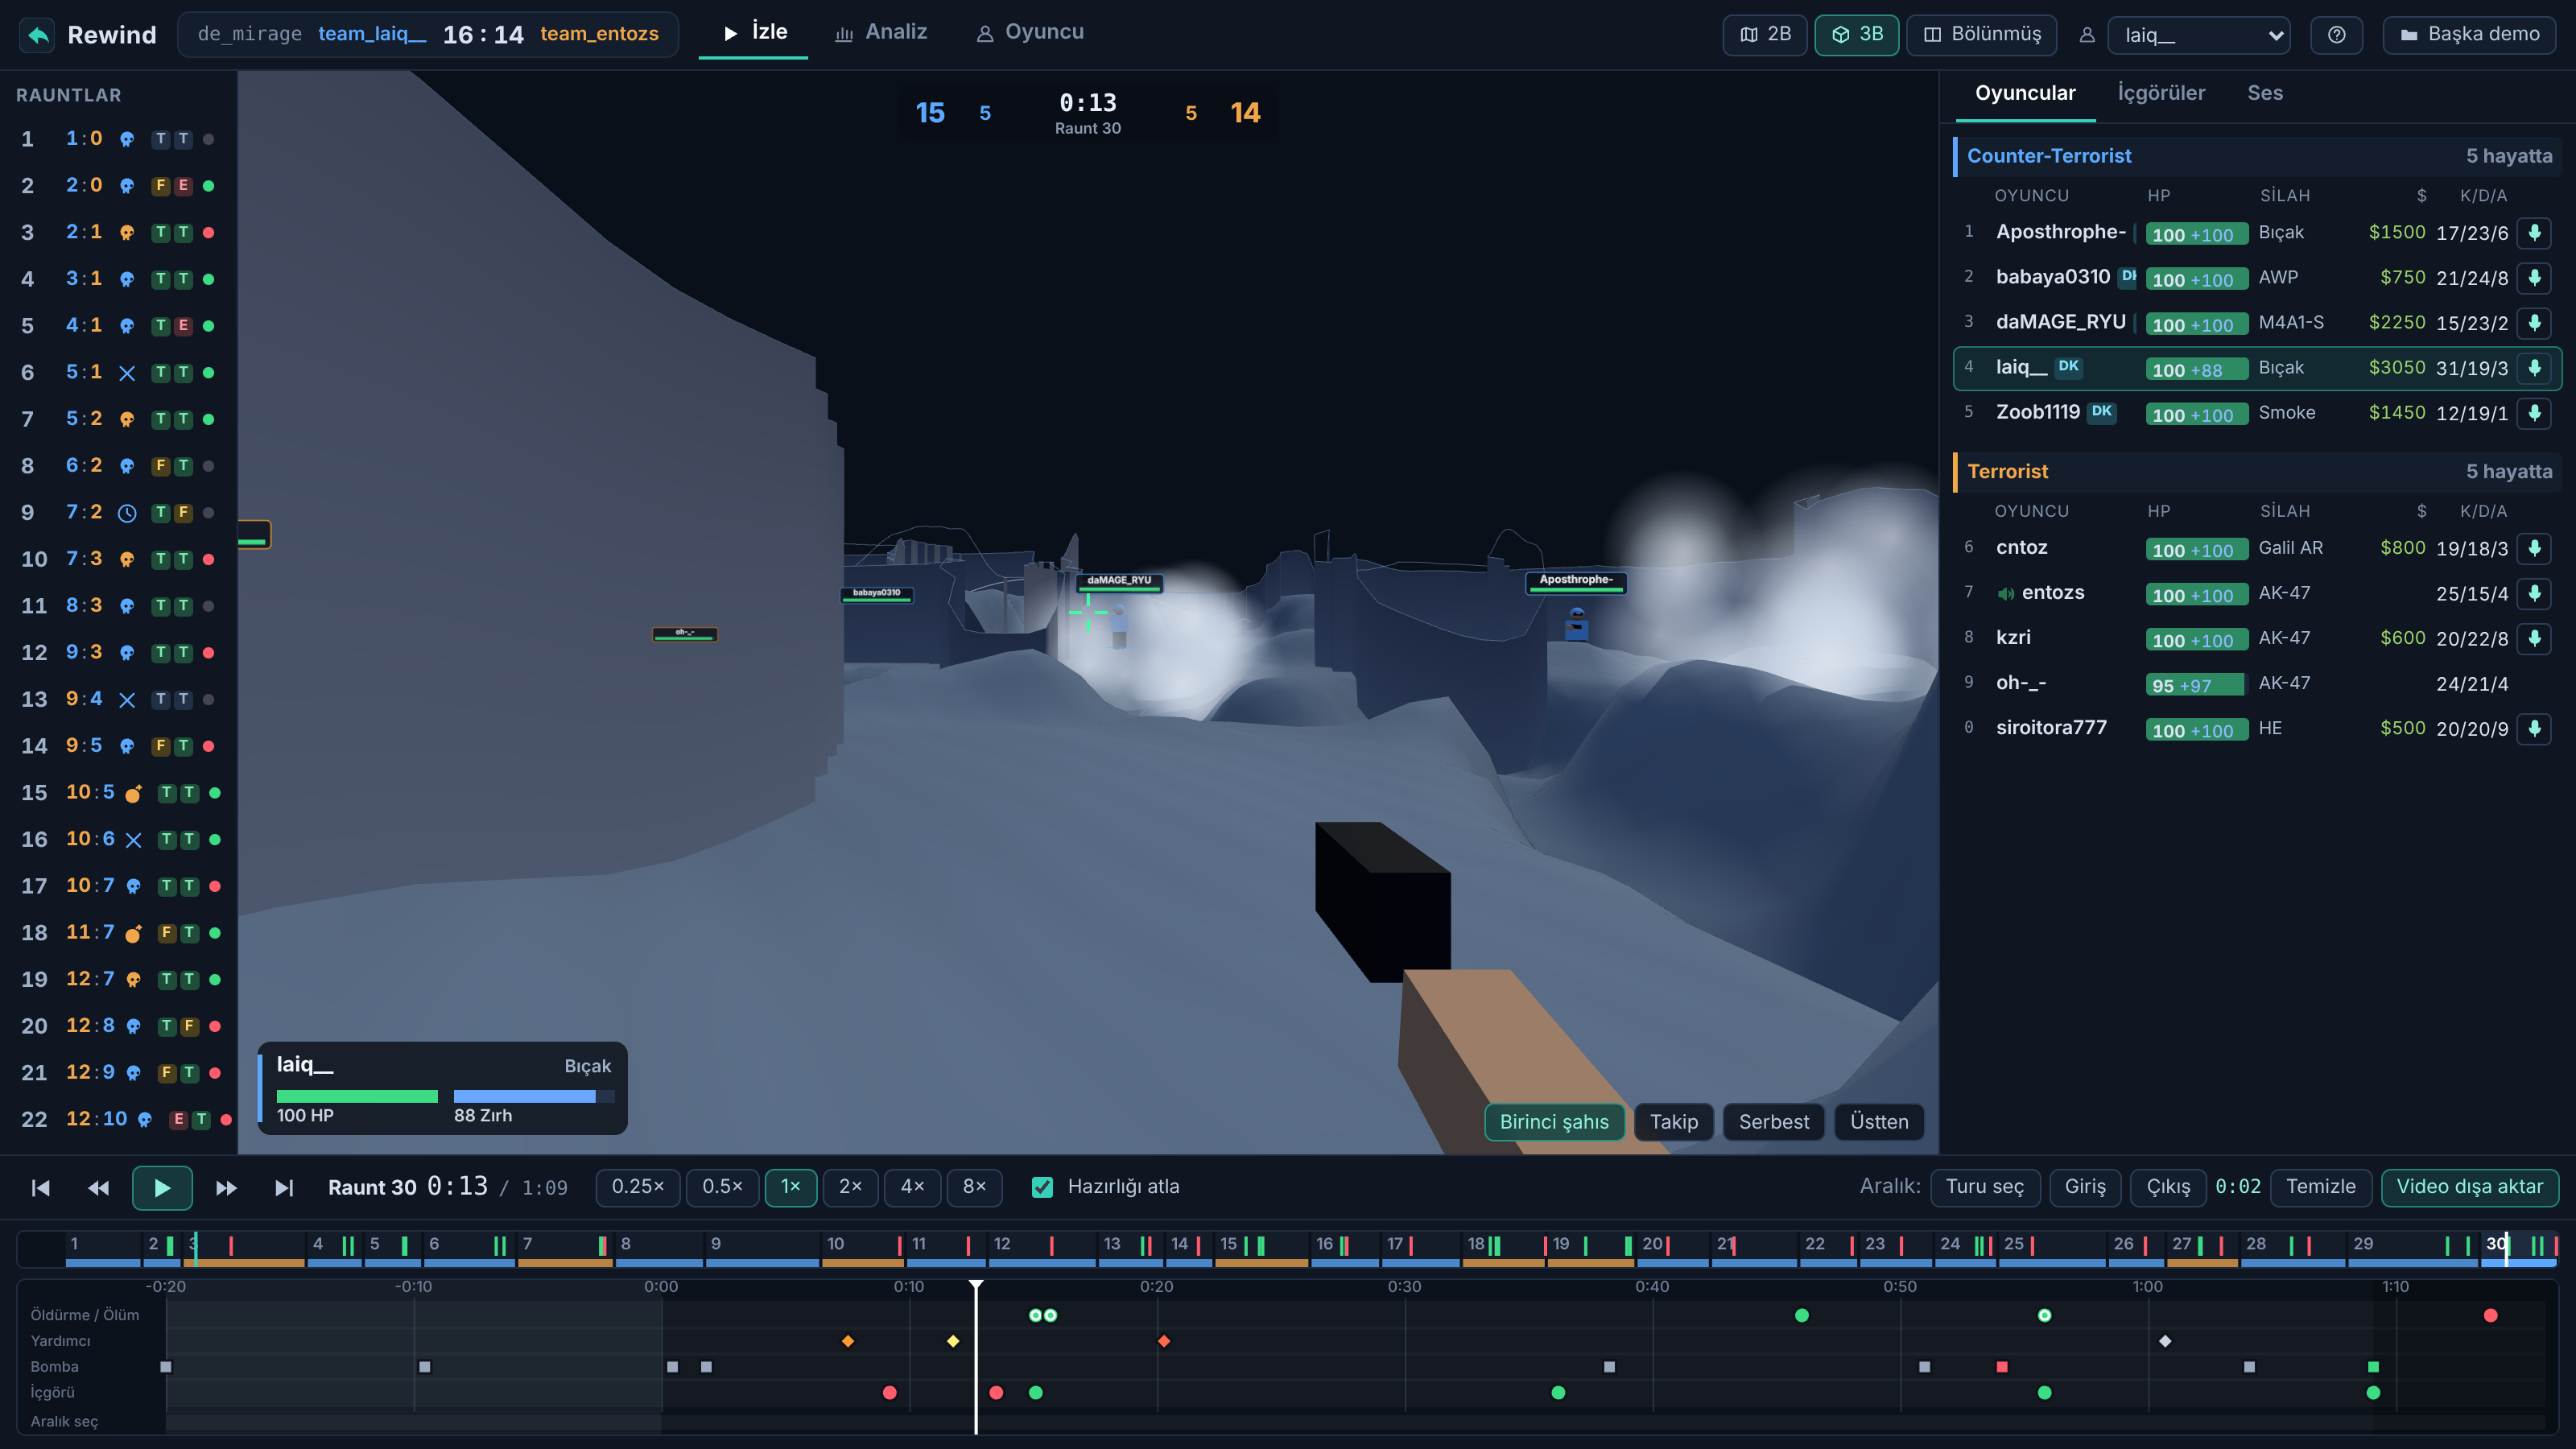 Rewind
de_mirage team_laiq__ 16 : 14 team_entozs
İzle
Analiz
Oyuncu
2B
3B
Bölünmüş
laiq__
Başka demo
RAUNTLAR
1 1:0 T T
2 2:0 F E
3 2:1 T T
4 3:1 T T
5 4:1 T E
6 5:1 T T
7 5:2 T T
8 6:2 F T
9 7:2 T F
10 7:3 T T
11 8:3 T T
12 9:3 T T
13 9:4 T T
14 9:5 F T
15 10:5 T T
16 10:6 T T
17 10:7 T T
18 11:7 F T
19 12:7 T T
20 12:8 T F
21 12:9 F T
22 12:10 E T
15 5 0:13 5 14
Raunt 30
babaya0310
daMAGE_RYU
Aposthrophe-
oh-_-
laiq__ Bıçak
100 HP 88 Zırh
Birinci şahıs
Takip
Serbest
Üstten
Oyuncular
İçgörüler
Ses
Counter-Terrorist 5 hayatta
OYUNCU HP SİLAH $ K/D/A
1 Aposthrophe- 100 +100 Bıçak $1500 17/23/6
2 babaya0310 DK 100 +100 AWP $750 21/24/8
3 daMAGE_RYU 100 +100 M4A1-S $2250 15/23/2
4 laiq__ DK 100 +88 Bıçak $3050 31/19/3
5 Zoob1119 DK 100 +100 Smoke $1450 12/19/1
Terrorist 5 hayatta
OYUNCU HP SİLAH $ K/D/A
6 cntoz 100 +100 Galil AR $800 19/18/3
7 entozs 100 +100 AK-47 25/15/4
8 kzri 100 +100 AK-47 $600 20/22/8
9 oh-_- 95 +97 AK-47 24/21/4
0 siroitora777 100 +100 HE $500 20/20/9
Raunt 30 0:13 / 1:09
0.25×
0.5×
1×
2×
4×
8×
Hazırlığı atla
Aralık:
Turu seç
Giriş
Çıkış
0:02
Temizle
Video dışa aktar
1 2 3 4 5 6 7 8 9 10 11 12 13 14 15 16 17 18 19 20 21 22 23 24 25 26 27 28 29 30
-0:20 -0:10 0:00 0:10 0:20 0:30 0:40 0:50 1:00 1:10
Öldürme / Ölüm
Yardımcı
Bomba
İçgörü
Aralık seç